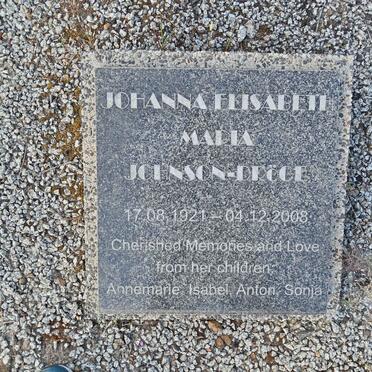 JOHANNA ELISABETH
MARIA
JOHNSON-DROGE
17.08.1921 – 04.12.2008
Cherished Memories and Love
from her children:
Annemarie, Isabel, Anton, Sonja